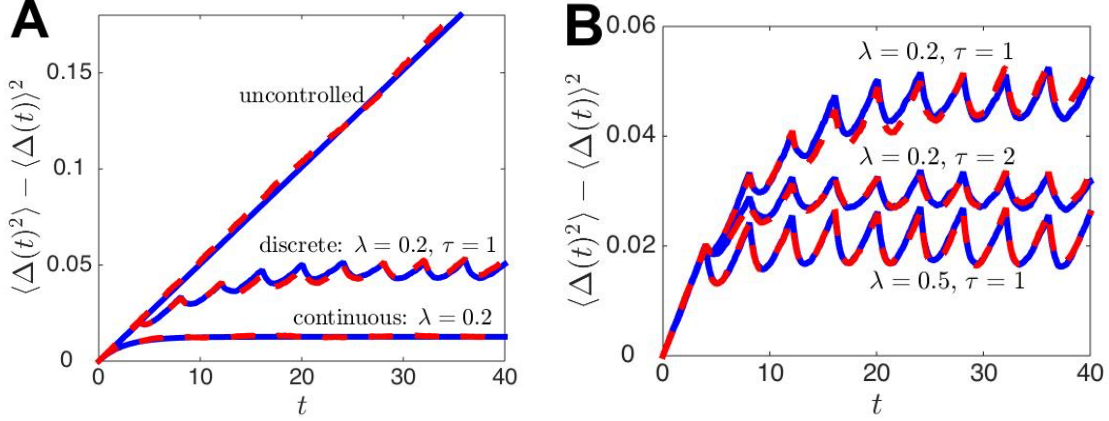 A
⟨Δ(t)²⟩ − ⟨Δ(t)⟩²
0.15
0.1
0.05
0
uncontrolled
discrete: λ = 0.2, τ = 1
continuous: λ = 0.2
0 10 20 30 40
t
B
⟨Δ(t)²⟩ − ⟨Δ(t)⟩²
0.06
0.04
0.02
0
λ = 0.2, τ = 1
λ = 0.2, τ = 2
λ = 0.5, τ = 1
0 10 20 30 40
t